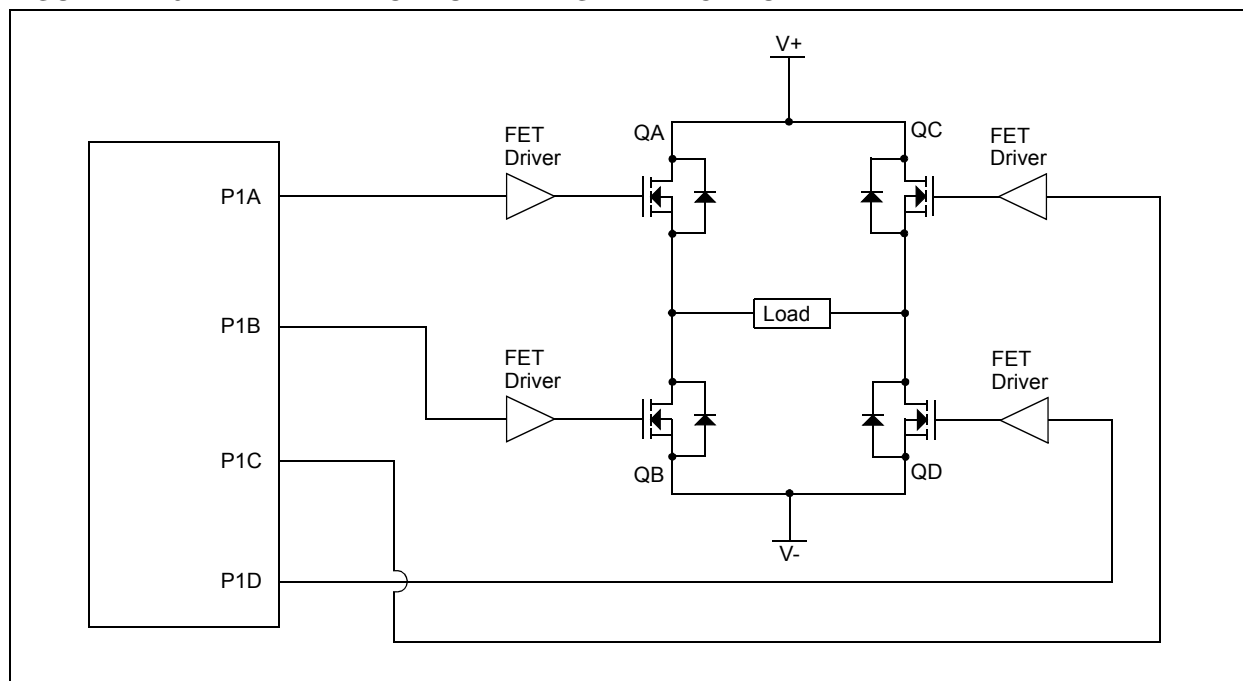 V+
QA
QC
FET
Driver
FET
Driver
P1A
Load
P1B
FET
Driver
FET
Driver
P1C
QB
QD
V-
P1D